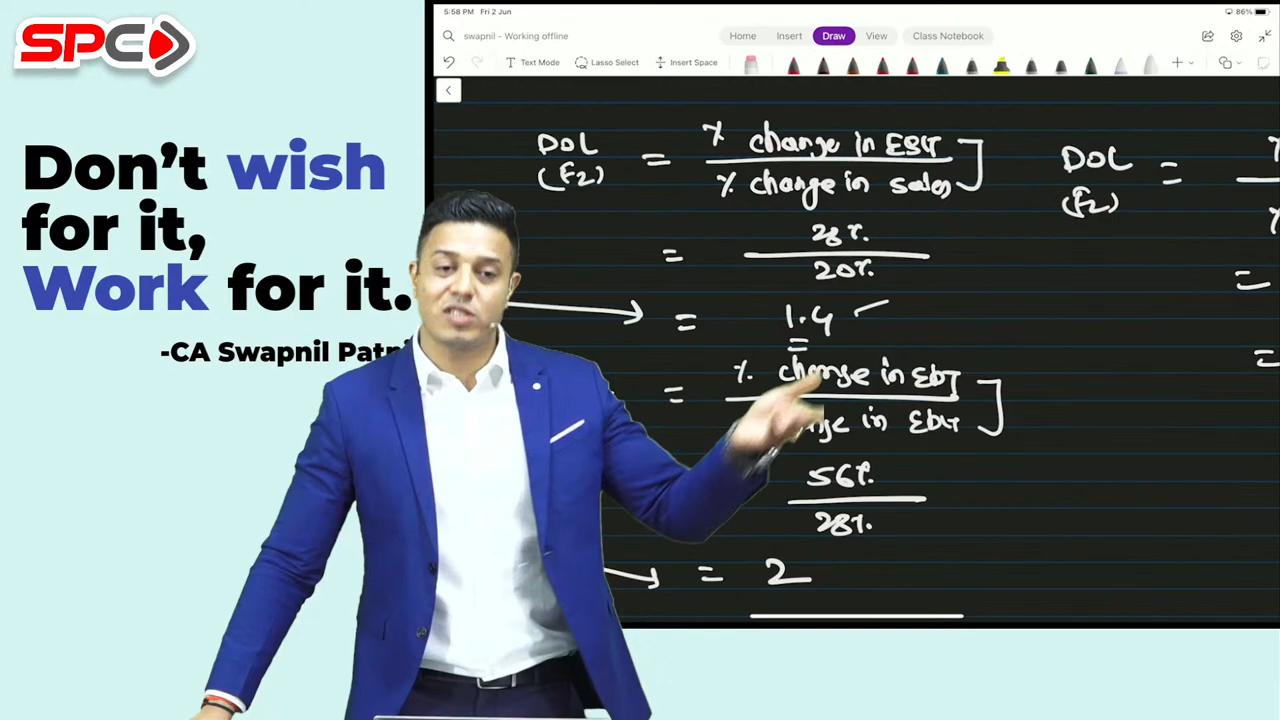 SPC
Don't wish
for it,
Work for it.
-CA Swapnil Patni
5:58 PM Fri 2 Jun
86%
swapnil - Working offline
Home Insert Draw View Class Notebook
Text Mode Lasso Select Insert Space
DOL = % change in EBIT
(F2) % change in sales
= 28%
20%
= 1.4
= % change in EbT
change in EbIT
56%
28%
= 2
DOL =
(F2) %
=
=